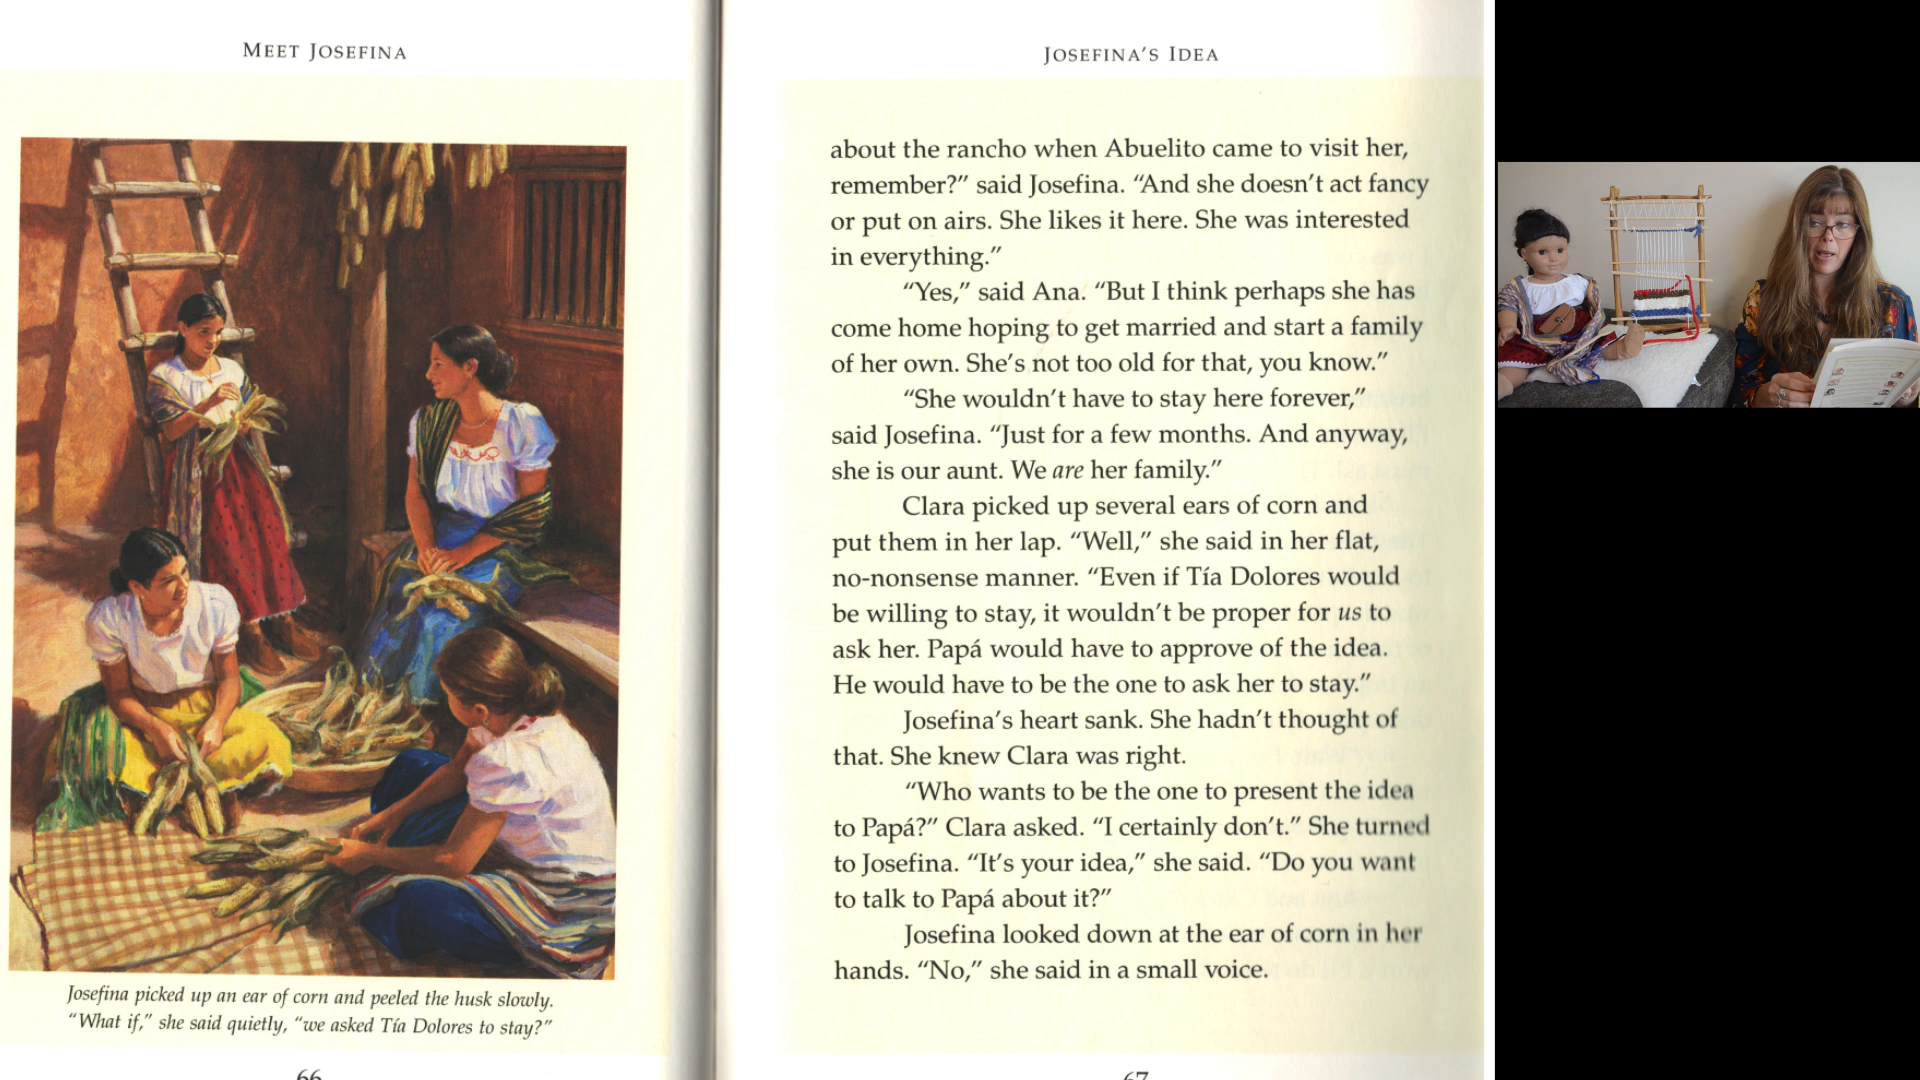 MEET JOSEFINA
Josefina picked up an ear of corn and peeled the husk slowly.
“What if,” she said quietly, “we asked Tía Dolores to stay?”
66
JOSEFINA’S IDEA
about the rancho when Abuelito came to visit her,
remember?” said Josefina. “And she doesn’t act fancy
or put on airs. She likes it here. She was interested
in everything.”
“Yes,” said Ana. “But I think perhaps she has
come home hoping to get married and start a family
of her own. She’s not too old for that, you know.”
“She wouldn’t have to stay here forever,”
said Josefina. “Just for a few months. And anyway,
she is our aunt. We are her family.”
Clara picked up several ears of corn and
put them in her lap. “Well,” she said in her flat,
no-nonsense manner. “Even if Tía Dolores would
be willing to stay, it wouldn’t be proper for us to
ask her. Papá would have to approve of the idea.
He would have to be the one to ask her to stay.”
Josefina’s heart sank. She hadn’t thought of
that. She knew Clara was right.
“Who wants to be the one to present the idea
to Papá?” Clara asked. “I certainly don’t.” She turned
to Josefina. “It’s your idea,” she said. “Do you want
to talk to Papá about it?”
Josefina looked down at the ear of corn in her
hands. “No,” she said in a small voice.
67